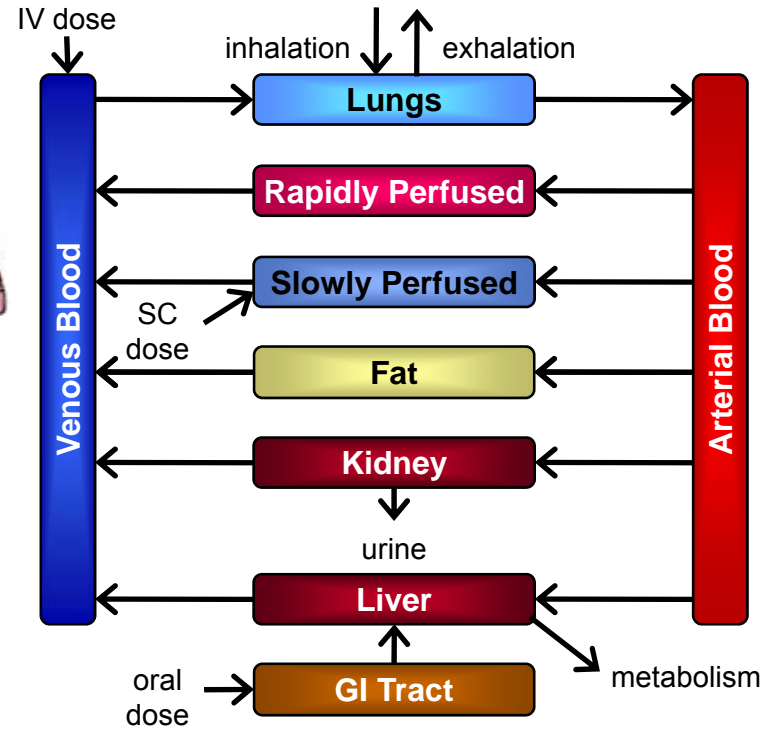 IV dose
inhalation
exhalation
Lungs
Rapidly Perfused
Slowly Perfused
SC
dose
Fat
Kidney
urine
Liver
metabolism
oral
dose
GI Tract
Venous Blood
Arterial Blood